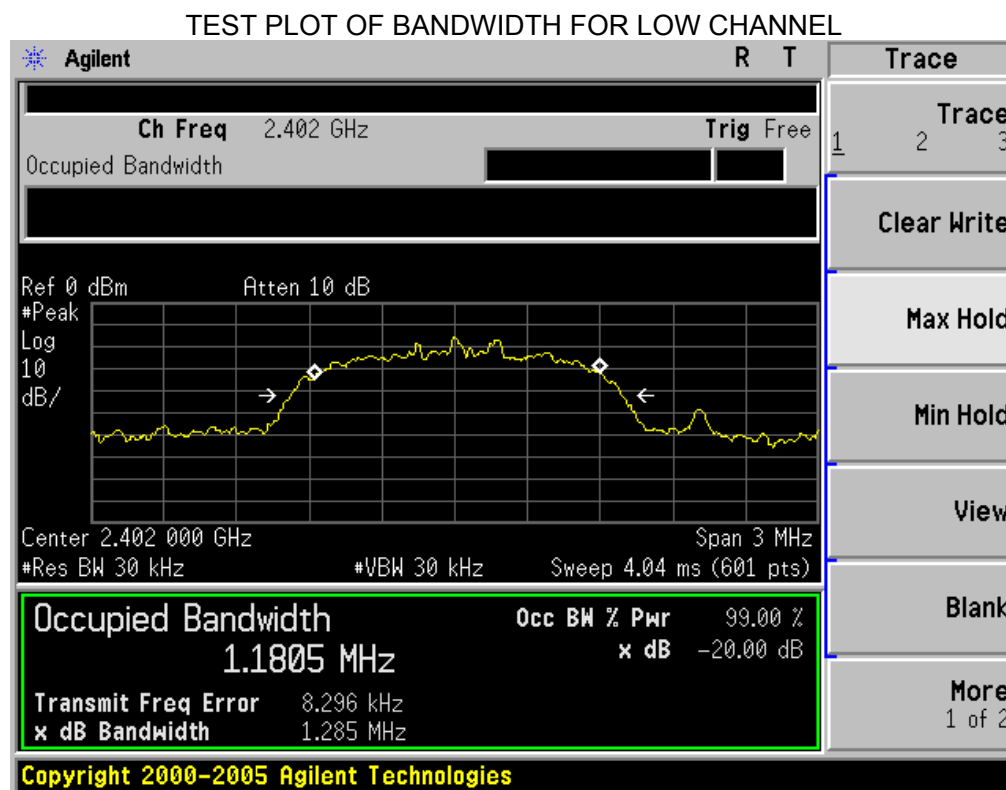 TEST PLOT OF BANDWIDTH FOR LOW CHANNEL
Agilent R T
Trace
Ch Freq 2.402 GHz Trig Free
Occupied Bandwidth
Ref 0 dBm Atten 10 dB
#Peak
Log
10
dB/
Center 2.402 000 GHz Span 3 MHz
#Res BW 30 kHz #VBW 30 kHz Sweep 4.04 ms (601 pts)
Occupied Bandwidth
1.1805 MHz
Occ BW % Pwr 99.00 %
x dB -20.00 dB
Transmit Freq Error 8.296 kHz
x dB Bandwidth 1.285 MHz
Trace
1 2 3
Clear Write
Max Hold
Min Hold
View
Blank
More
1 of 2
Copyright 2000-2005 Agilent Technologies